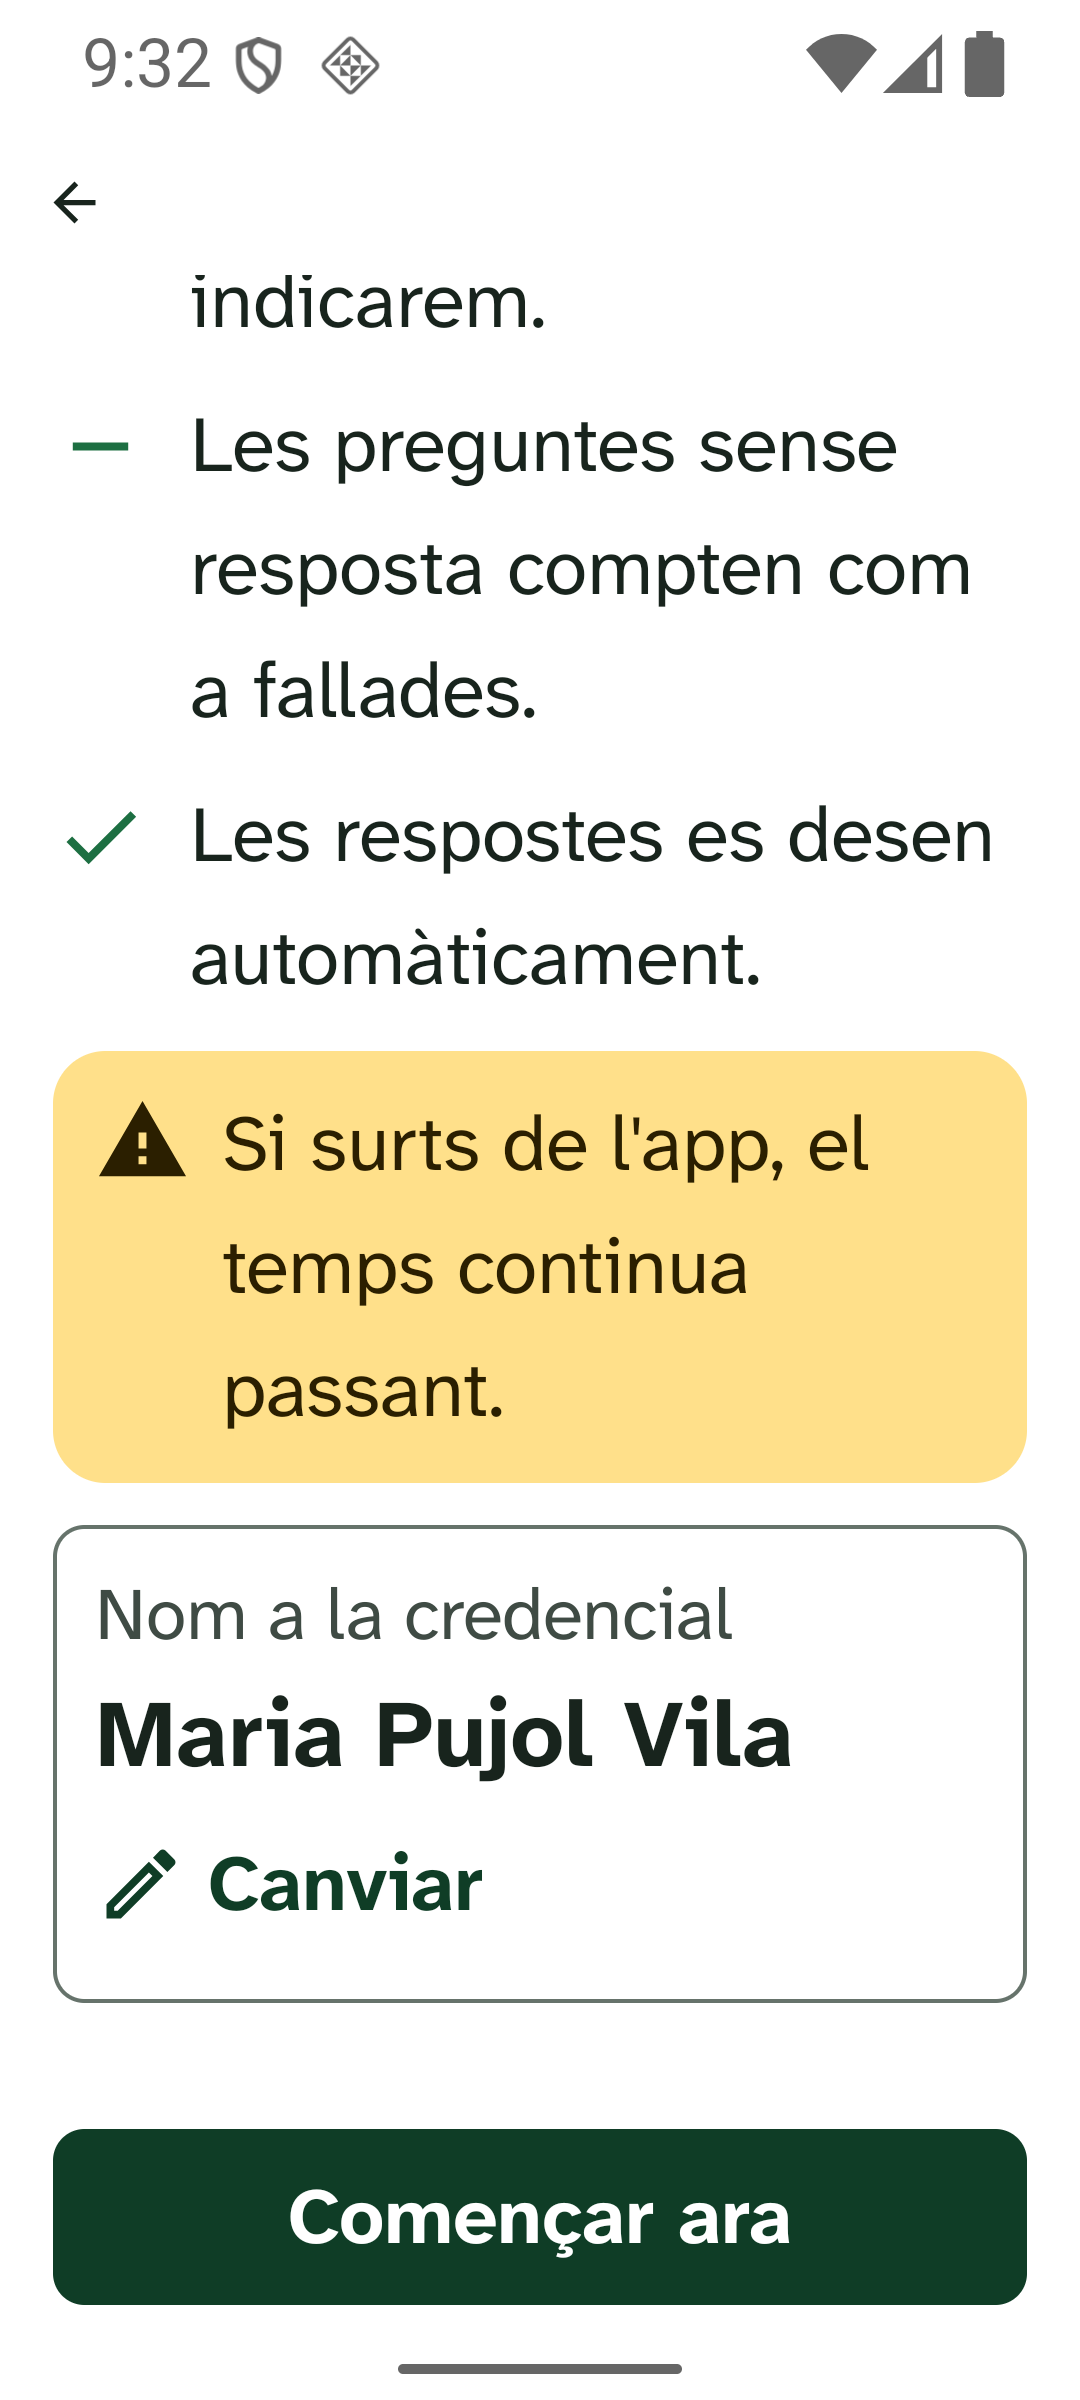 9:32
indicarem.
Les preguntes sense
resposta compten com
a fallades.
Les respostes es desen
automàticament.
Si surts de l'app, el
temps continua
passant.
Nom a la credencial
Maria Pujol Vila
Canviar
Començar ara